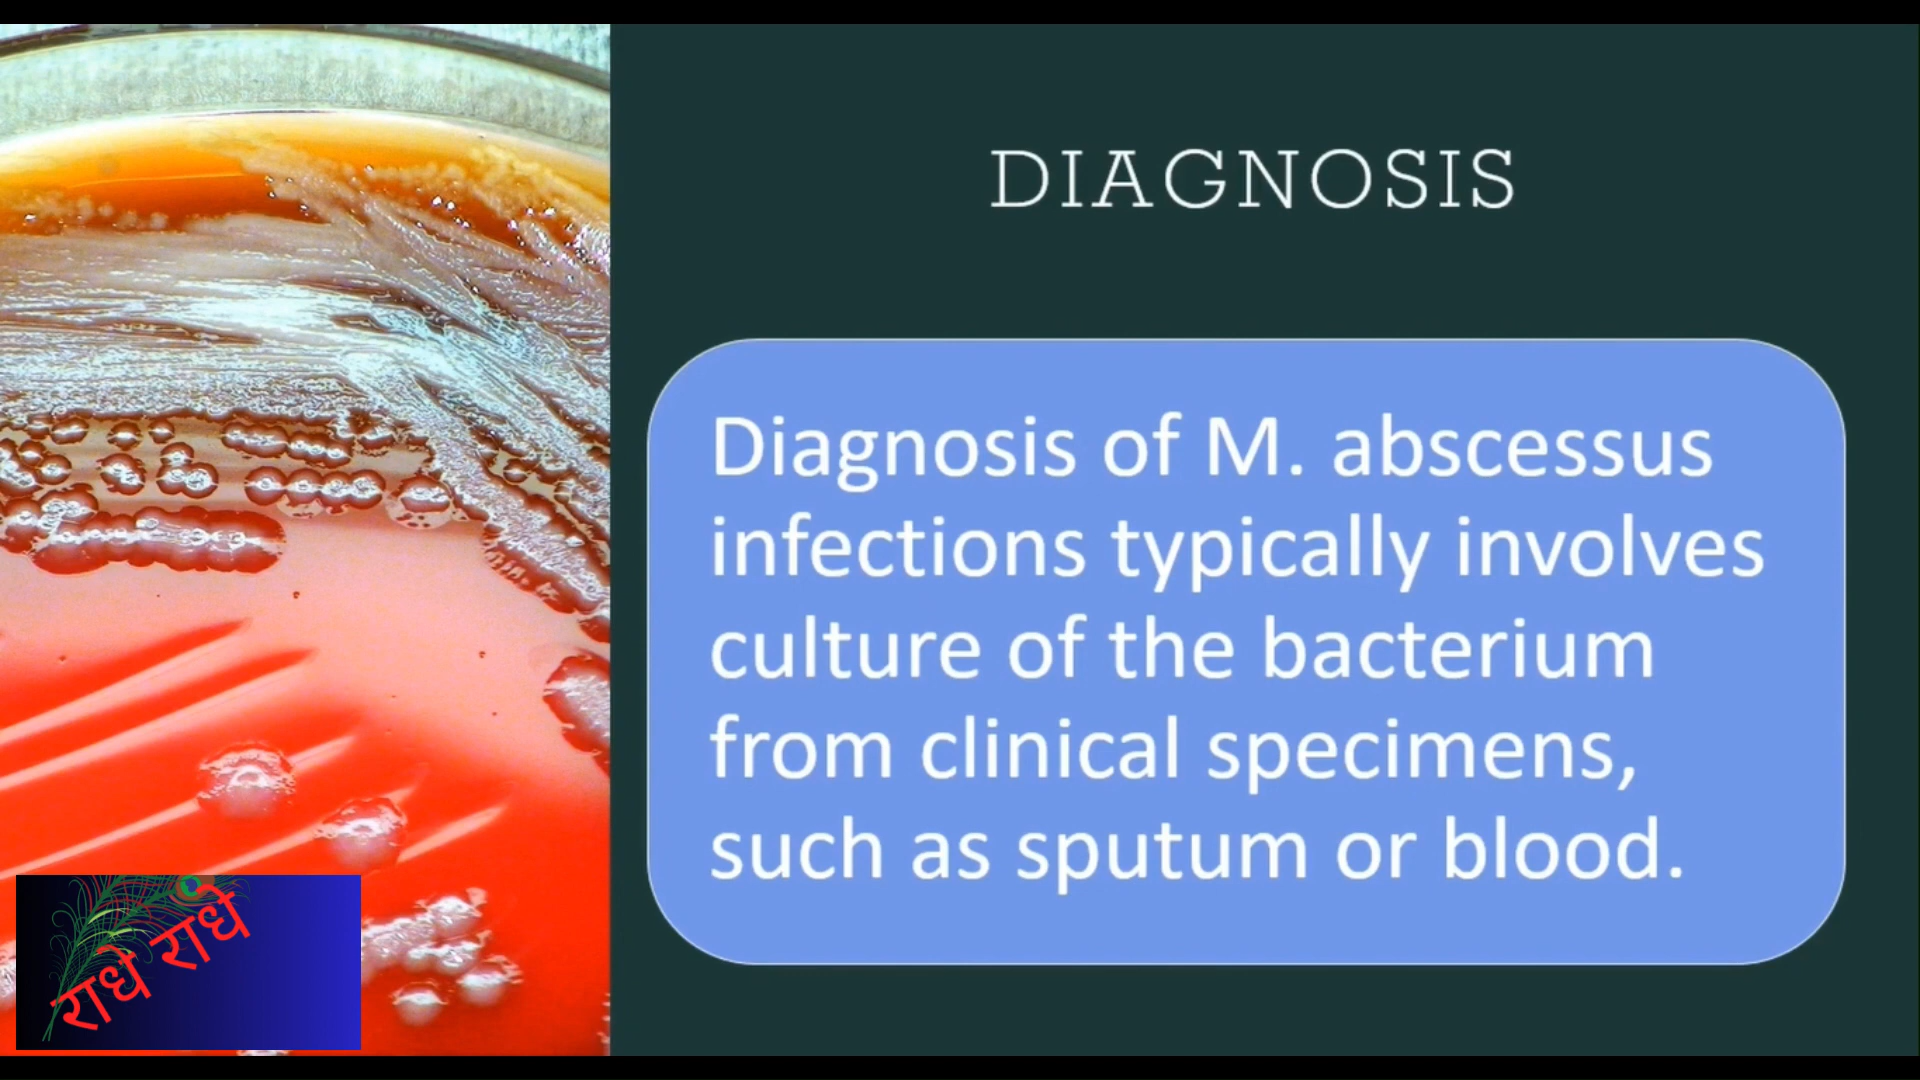 DIAGNOSIS
Diagnosis of M. abscessus
infections typically involves
culture of the bacterium
from clinical specimens,
such as sputum or blood.
राधे राधे